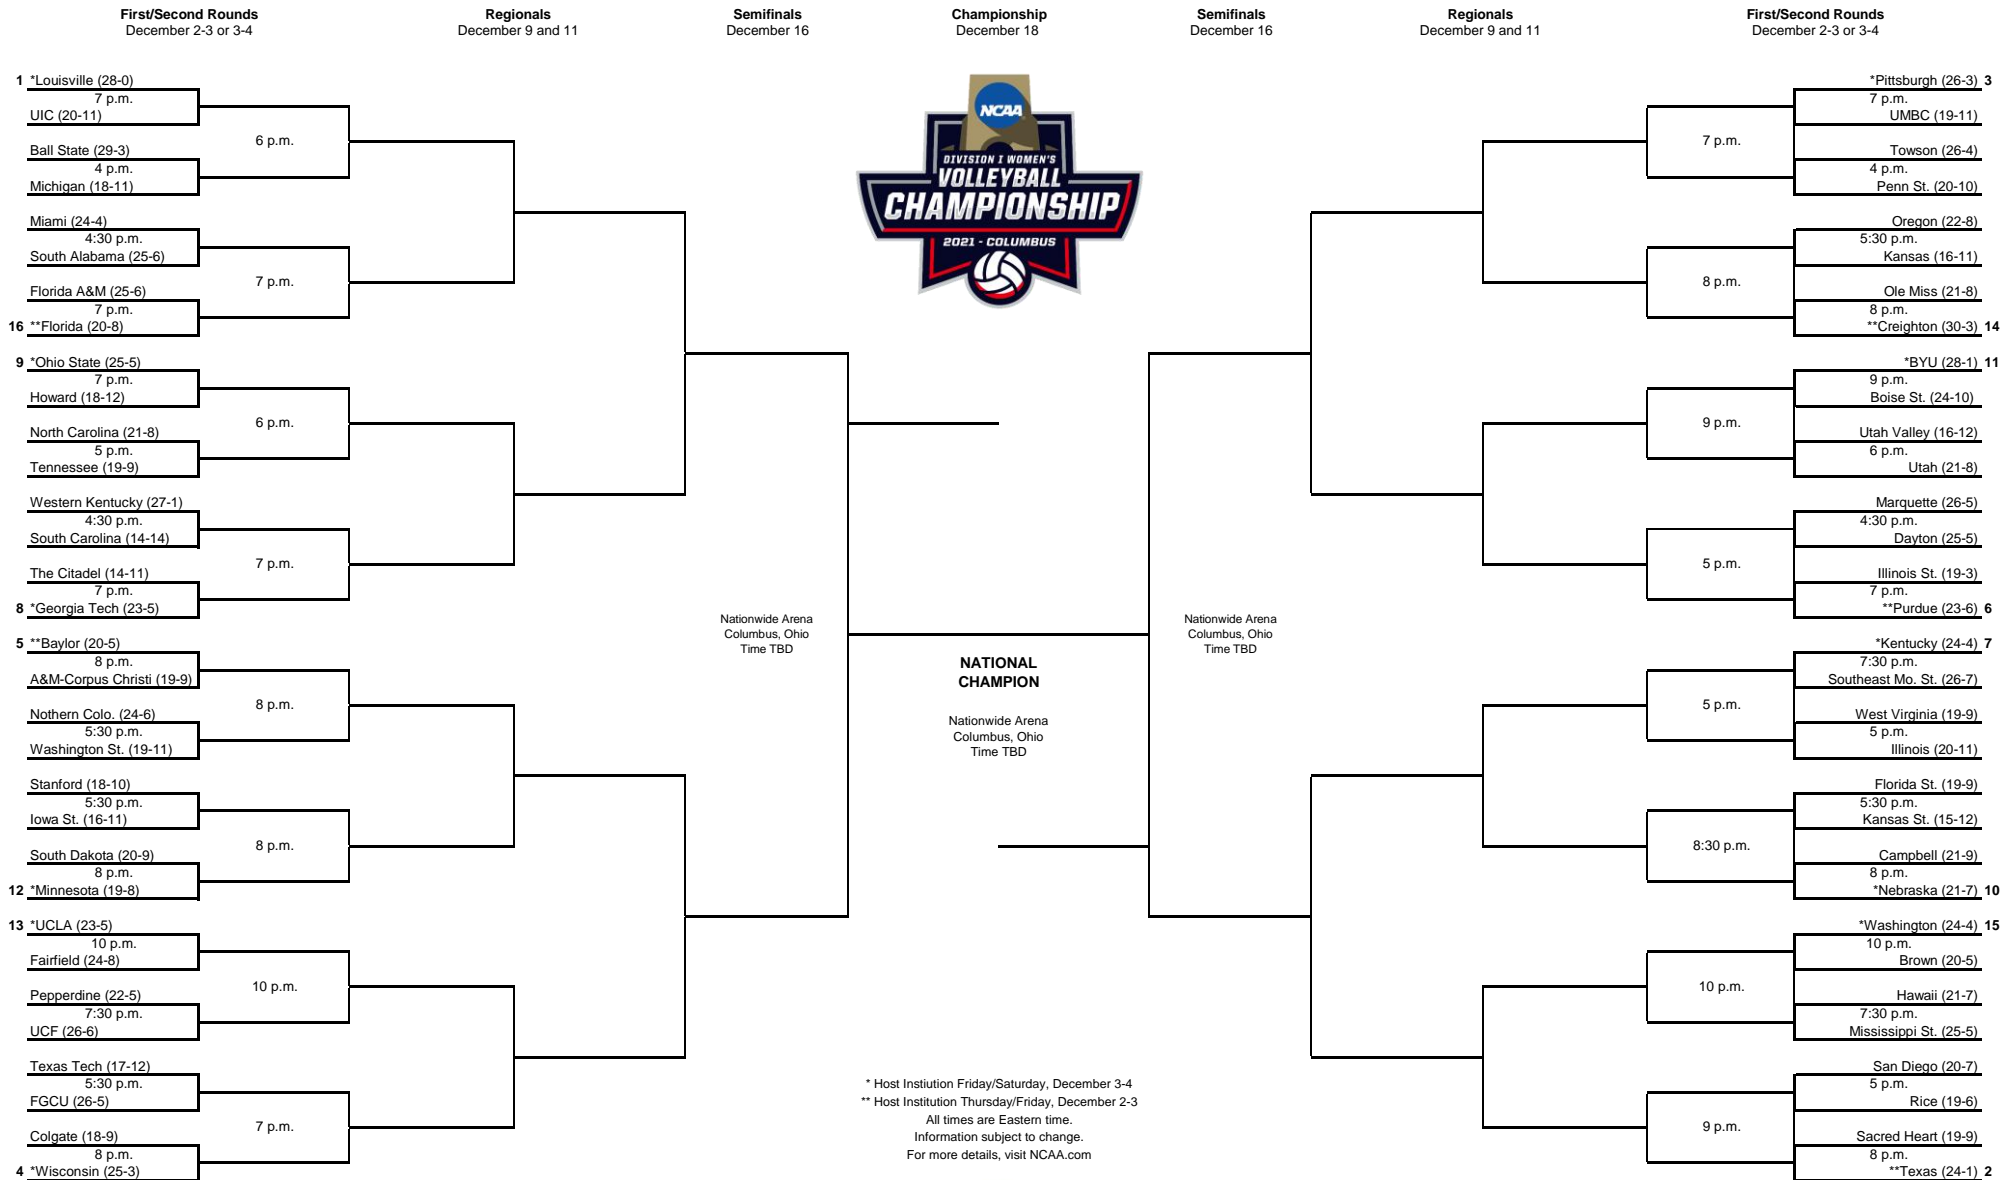 First/Second Rounds
December 2-3 or 3-4
Regionals
December 9 and 11
Semifinals
December 16
Championship
December 18
Semifinals
December 16
Regionals
December 9 and 11
First/Second Rounds
December 2-3 or 3-4
1 *Louisville (28-0)
7 p.m.
UIC (20-11)
6 p.m.
Ball State (29-3)
4 p.m.
Michigan (18-11)
Miami (24-4)
4:30 p.m.
South Alabama (25-6)
7 p.m.
Florida A&M (25-6)
7 p.m.
16 **Florida (20-8)
9 *Ohio State (25-5)
7 p.m.
Howard (18-12)
6 p.m.
North Carolina (21-8)
5 p.m.
Tennessee (19-9)
Western Kentucky (27-1)
4:30 p.m.
South Carolina (14-14)
7 p.m.
The Citadel (14-11)
7 p.m.
8 *Georgia Tech (23-5)
5 **Baylor (20-5)
8 p.m.
A&M-Corpus Christi (19-9)
8 p.m.
Nothern Colo. (24-6)
5:30 p.m.
Washington St. (19-11)
Stanford (18-10)
5:30 p.m.
Iowa St. (16-11)
8 p.m.
South Dakota (20-9)
8 p.m.
12 *Minnesota (19-8)
13 *UCLA (23-5)
10 p.m.
Fairfield (24-8)
10 p.m.
Pepperdine (22-5)
7:30 p.m.
UCF (26-6)
Texas Tech (17-12)
5:30 p.m.
FGCU (26-5)
7 p.m.
Colgate (18-9)
8 p.m.
4 *Wisconsin (25-3)
Nationwide Arena
Columbus, Ohio
Time TBD
NCAA
DIVISION I WOMEN'S
VOLLEYBALL
CHAMPIONSHIP
2021 - COLUMBUS
NATIONAL
CHAMPION
Nationwide Arena
Columbus, Ohio
Time TBD
* Host Instiution Friday/Saturday, December 3-4
** Host Institution Thursday/Friday, December 2-3
All times are Eastern time.
Information subject to change.
For more details, visit NCAA.com
Nationwide Arena
Columbus, Ohio
Time TBD
*Pittsburgh (26-3) 3
7 p.m.
UMBC (19-11)
7 p.m.
Towson (26-4)
4 p.m.
Penn St. (20-10)
Oregon (22-8)
5:30 p.m.
Kansas (16-11)
8 p.m.
Ole Miss (21-8)
8 p.m.
**Creighton (30-3) 14
*BYU (28-1) 11
9 p.m.
Boise St. (24-10)
9 p.m.
Utah Valley (16-12)
6 p.m.
Utah (21-8)
Marquette (26-5)
4:30 p.m.
Dayton (25-5)
5 p.m.
Illinois St. (19-3)
7 p.m.
**Purdue (23-6) 6
*Kentucky (24-4) 7
7:30 p.m.
Southeast Mo. St. (26-7)
5 p.m.
West Virginia (19-9)
5 p.m.
Illinois (20-11)
Florida St. (19-9)
5:30 p.m.
Kansas St. (15-12)
8:30 p.m.
Campbell (21-9)
8 p.m.
*Nebraska (21-7) 10
*Washington (24-4) 15
10 p.m.
Brown (20-5)
10 p.m.
Hawaii (21-7)
7:30 p.m.
Mississippi St. (25-5)
San Diego (20-7)
5 p.m.
Rice (19-6)
9 p.m.
Sacred Heart (19-9)
8 p.m.
**Texas (24-1) 2